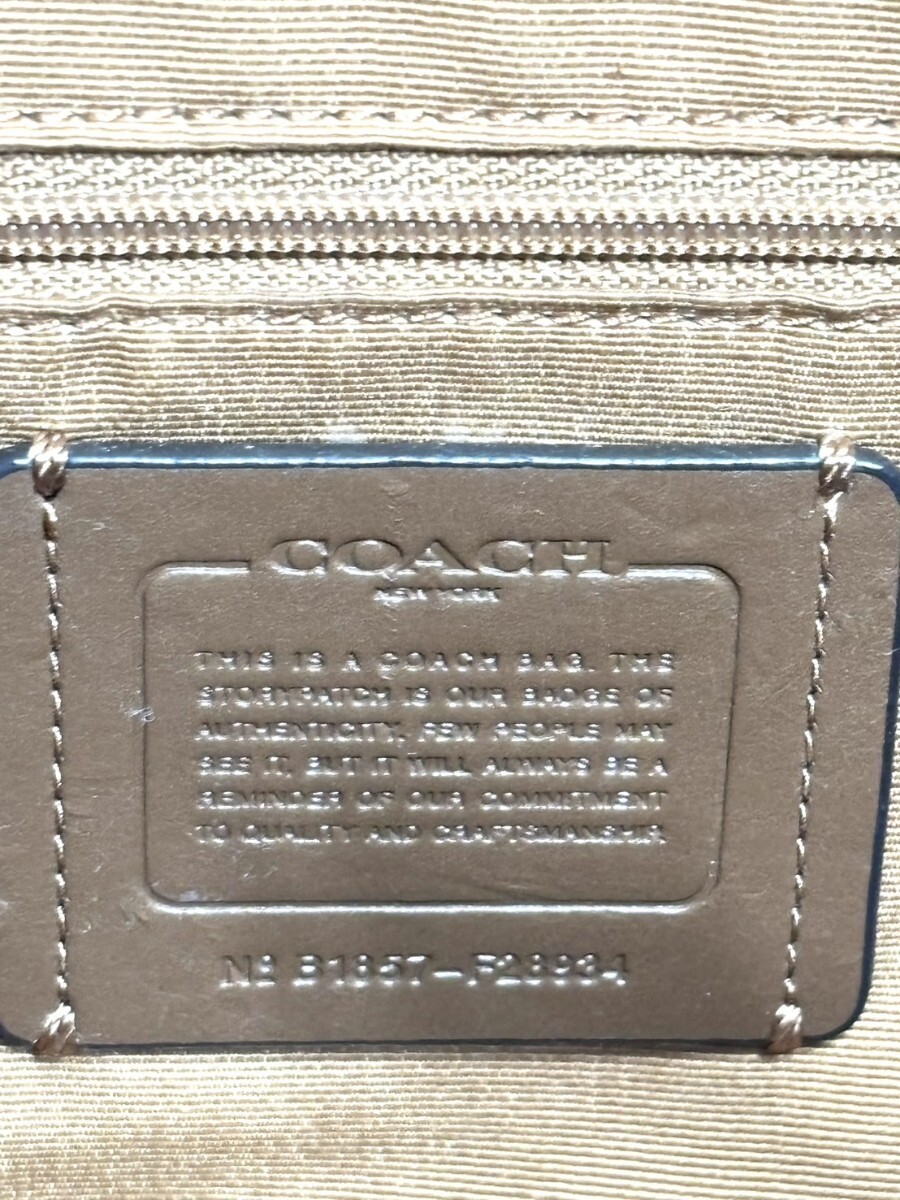 COACH
NEW YORK
THIS IS A COACH BAG. THE
STORYPATCH IS OUR BADGE OF
AUTHENTICITY. FEW PEOPLE MAY
SEE IT, BUT IT WILL ALWAYS BE A
REMINDER OF OUR COMMITMENT
TO QUALITY AND CRAFTSMANSHIP.
Nº B1857-F28934